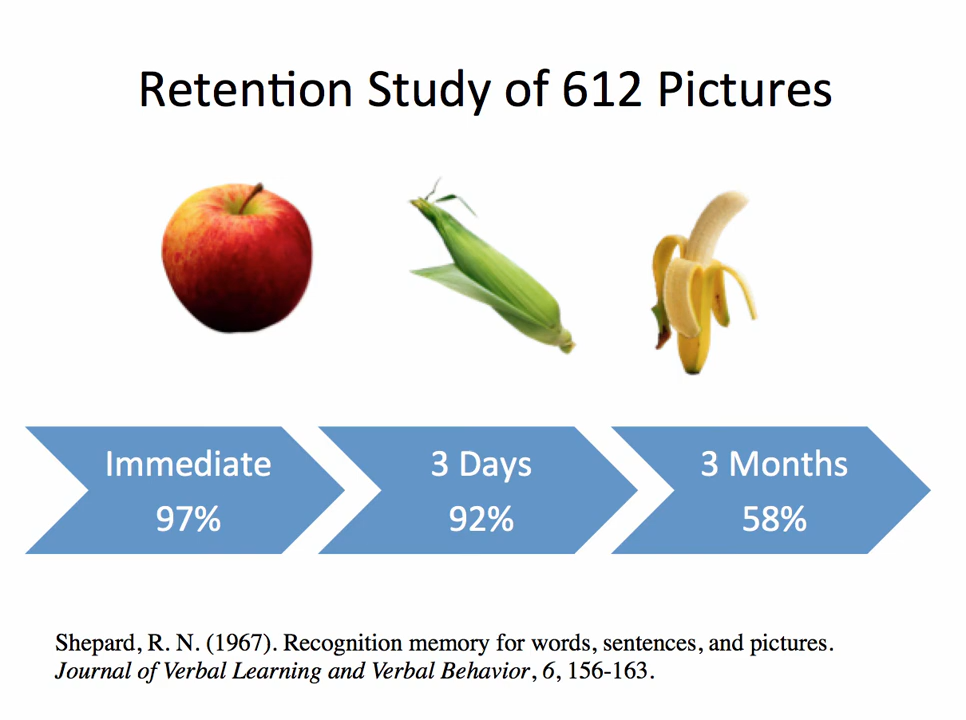 Retention Study of 612 Pictures
Immediate
97%
3 Days
92%
3 Months
58%
Shepard, R. N. (1967). Recognition memory for words, sentences, and pictures.
Journal of Verbal Learning and Verbal Behavior, 6, 156-163.